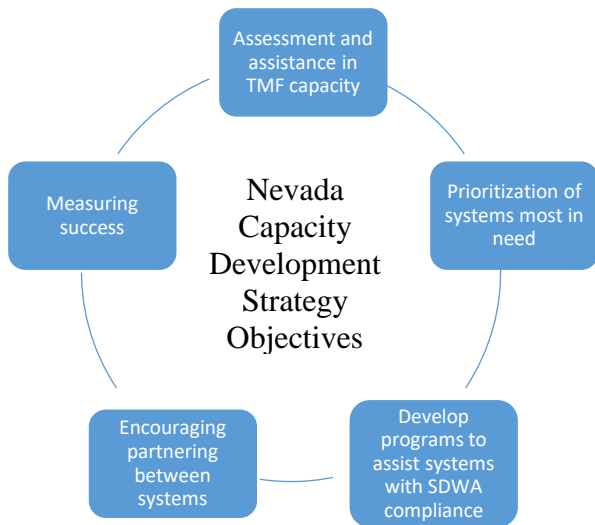 Assessment and
assistance in
TMF capacity
Prioritization of
systems most in
need
Develop
programs to
assist systems
with SDWA
compliance
Encouraging
partnering
between
systems
Measuring
success
Nevada
Capacity
Development
Strategy
Objectives